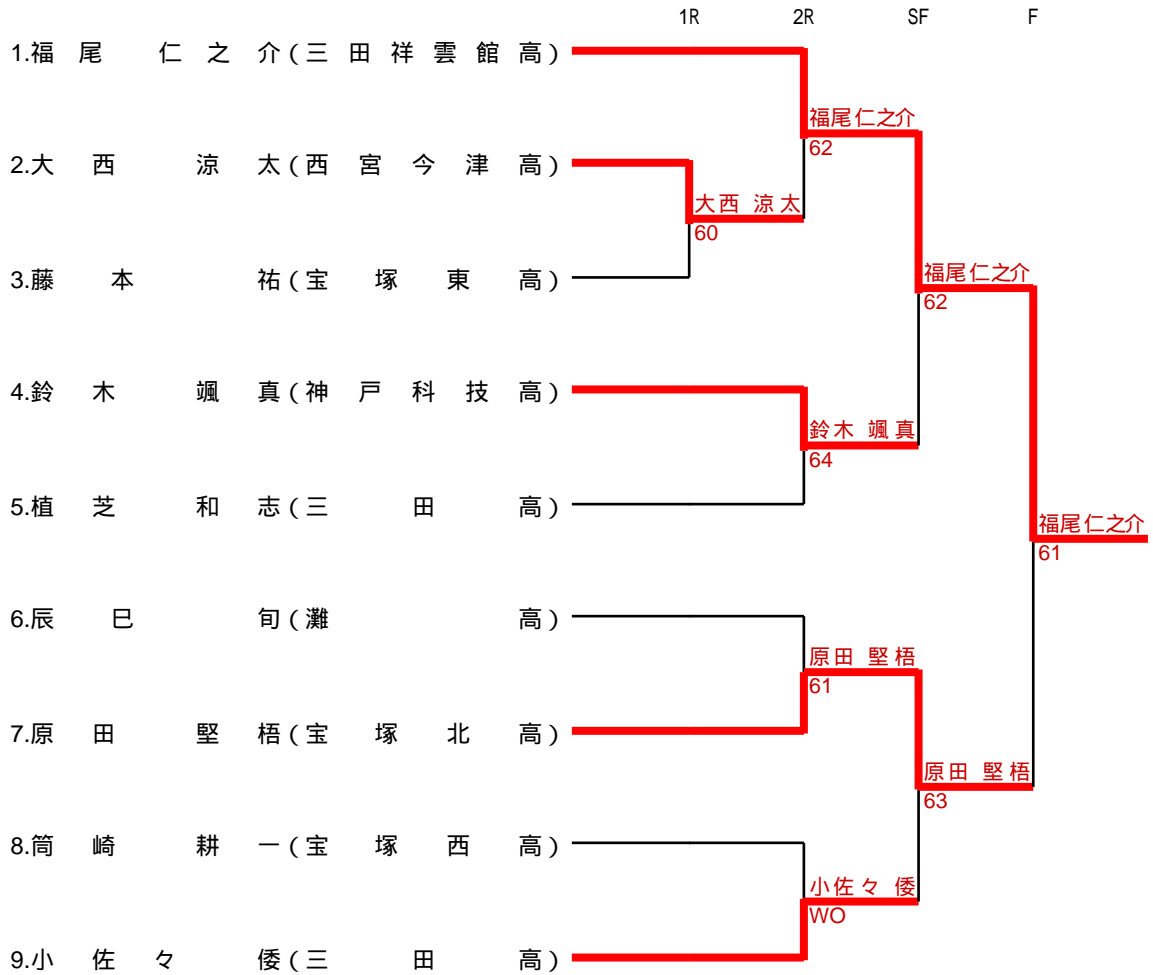 1R 2R SF F
1.福尾 仁之介(三田祥雲館高)
福尾仁之介
62
2.大西 涼太(西宮今津高)
大西 涼太
60
3.藤本 祐(宝塚東高)
福尾仁之介
62
4.鈴木 颯真(神戸科技高)
鈴木 颯真
64
5.植芝 和志(三田高)
福尾仁之介
61
6.辰巳 旬(灘高)
原田 堅梧
61
7.原田 堅梧(宝塚北高)
原田 堅梧
63
8.筒崎 耕一(宝塚西高)
小佐々 倭
WO
9.小佐々 倭(三田高)